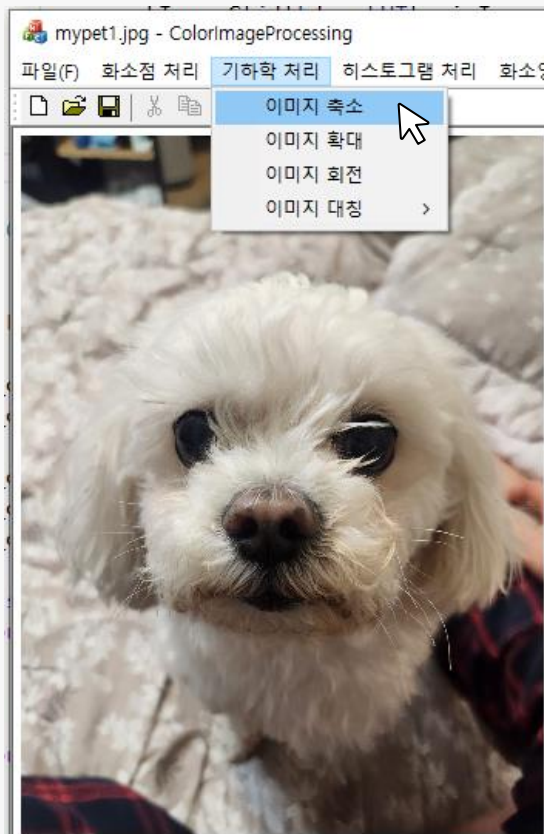 mypet1.jpg - ColorImageProcessing
파일(F) 화소점 처리 기하학 처리 히스토그램 처리
이미지 축소
이미지 확대
이미지 회전
이미지 대칭 >